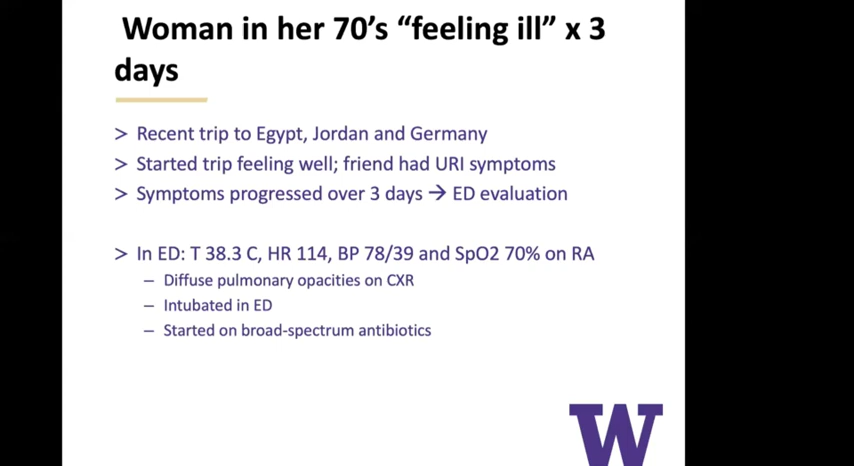 Woman in her 70's “feeling ill” x 3
days
> Recent trip to Egypt, Jordan and Germany
> Started trip feeling well; friend had URI symptoms
> Symptoms progressed over 3 days → ED evaluation
> In ED: T 38.3 C, HR 114, BP 78/39 and SpO2 70% on RA
– Diffuse pulmonary opacities on CXR
– Intubated in ED
– Started on broad-spectrum antibiotics
W